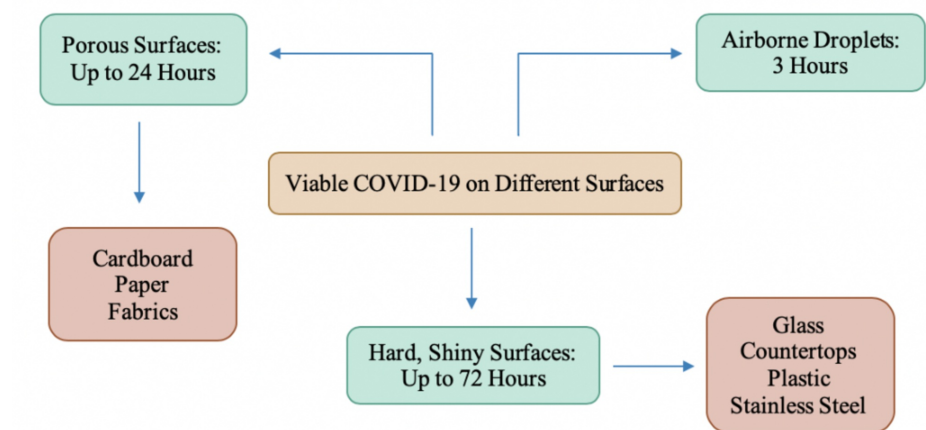 Porous Surfaces:
Up to 24 Hours
Airborne Droplets:
3 Hours
Viable COVID-19 on Different Surfaces
Cardboard
Paper
Fabrics
Hard, Shiny Surfaces:
Up to 72 Hours
Glass
Countertops
Plastic
Stainless Steel